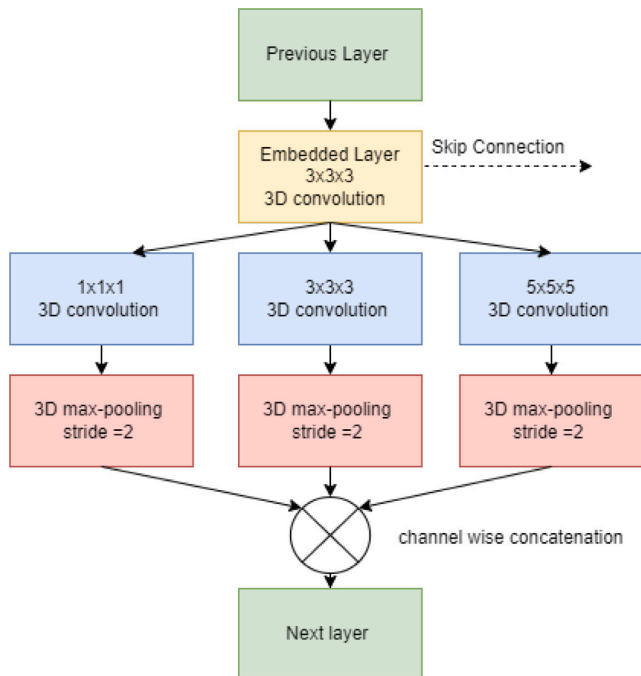 Previous Layer
Embedded Layer
3x3x3
3D convolution
Skip Connection
1x1x1
3D convolution
3x3x3
3D convolution
5x5x5
3D convolution
3D max-pooling
stride =2
3D max-pooling
stride =2
3D max-pooling
stride =2
channel wise concatenation
Next layer